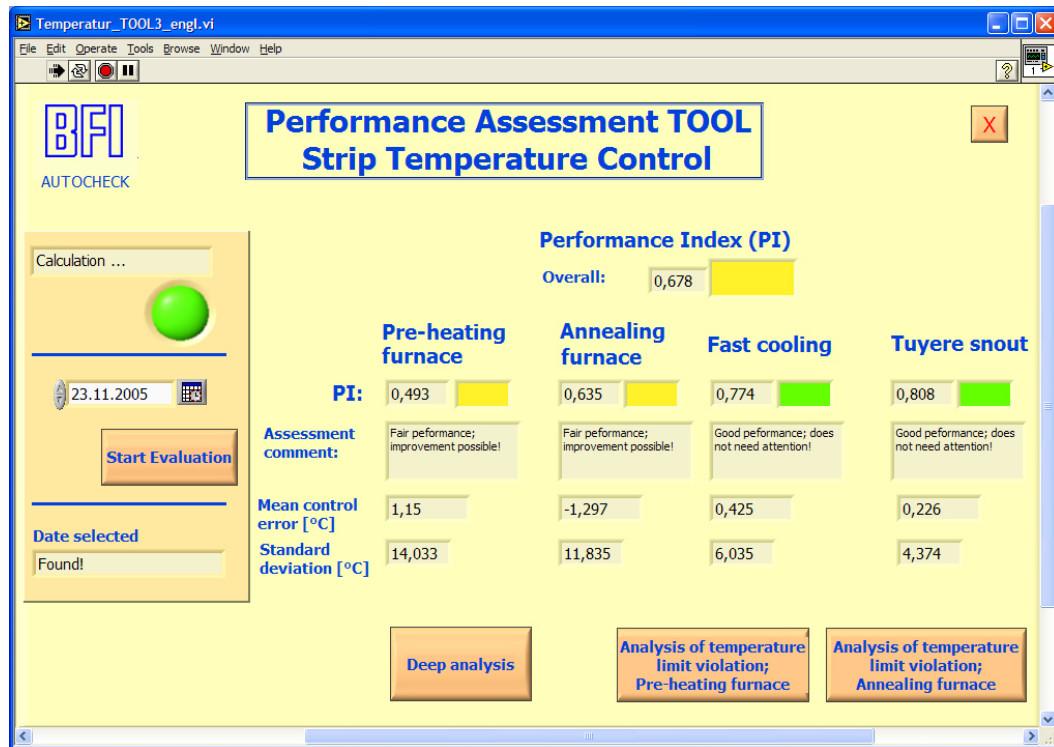 Temperatur_TOOL3_engl.vi
File Edit Operate Tools Browse Window Help
?
1
BFI
AUTOCHECK
Performance Assessment TOOL
Strip Temperature Control
X
Calculation ...
23.11.2005
Start Evaluation
Date selected
Found!
Performance Index (PI)
Overall:
0,678
Pre-heating
furnace
Annealing
furnace
Fast cooling
Tuyere snout
PI:
0,493
0,635
0,774
0,808
Assessment
comment:
Fair peformance;
improvement possible!
Fair peformance;
improvement possible!
Good peformance; does
not need attention!
Good peformance; does
not need attention!
Mean control
error [°C]
1,15
-1,297
0,425
0,226
Standard
deviation [°C]
14,033
11,835
6,035
4,374
Deep analysis
Analysis of temperature
limit violation;
Pre-heating furnace
Analysis of temperature
limit violation;
Annealing furnace